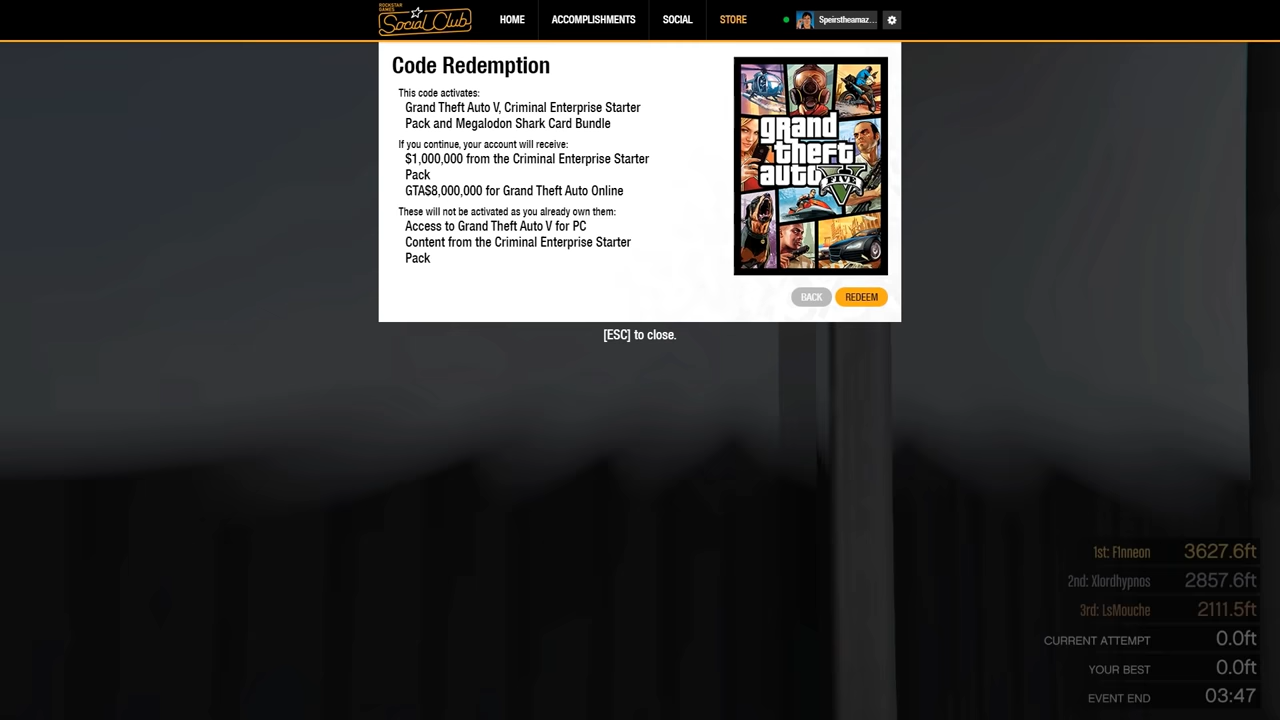 ROCKSTAR
GAMES
Social Club
HOME
ACCOMPLISHMENTS
SOCIAL
STORE
Speirstheamaz...
Code Redemption
This code activates:
Grand Theft Auto V, Criminal Enterprise Starter
Pack and Megalodon Shark Card Bundle
If you continue, your account will receive:
$1,000,000 from the Criminal Enterprise Starter
Pack
GTA$8,000,000 for Grand Theft Auto Online
These will not be activated as you already own them:
Access to Grand Theft Auto V for PC
Content from the Criminal Enterprise Starter
Pack
grand
theft
auto V
FIVE
BACK
REDEEM
[ESC] to close.
1st: F1nneon 3627.6ft
2nd: Xlordhypnos 2857.6ft
3rd: LsMouche 2111.5ft
CURRENT ATTEMPT 0.0ft
YOUR BEST 0.0ft
EVENT END 03:47